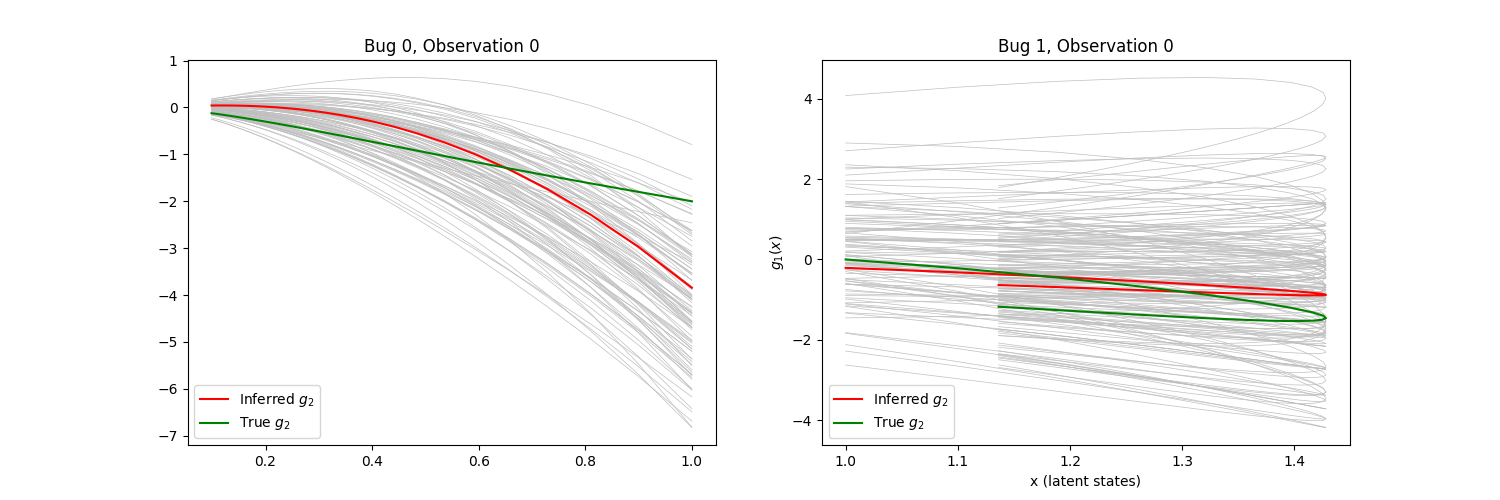 Bug 0, Observation 0
1
0
−1
−2
−3
−4
−5
−6
−7
0.2 0.4 0.6 0.8 1.0
Inferred g₂
True g₂
Bug 1, Observation 0
g₁(x)
4
2
0
−2
−4
1.0 1.1 1.2 1.3 1.4
x (latent states)
Inferred g₂
True g₂